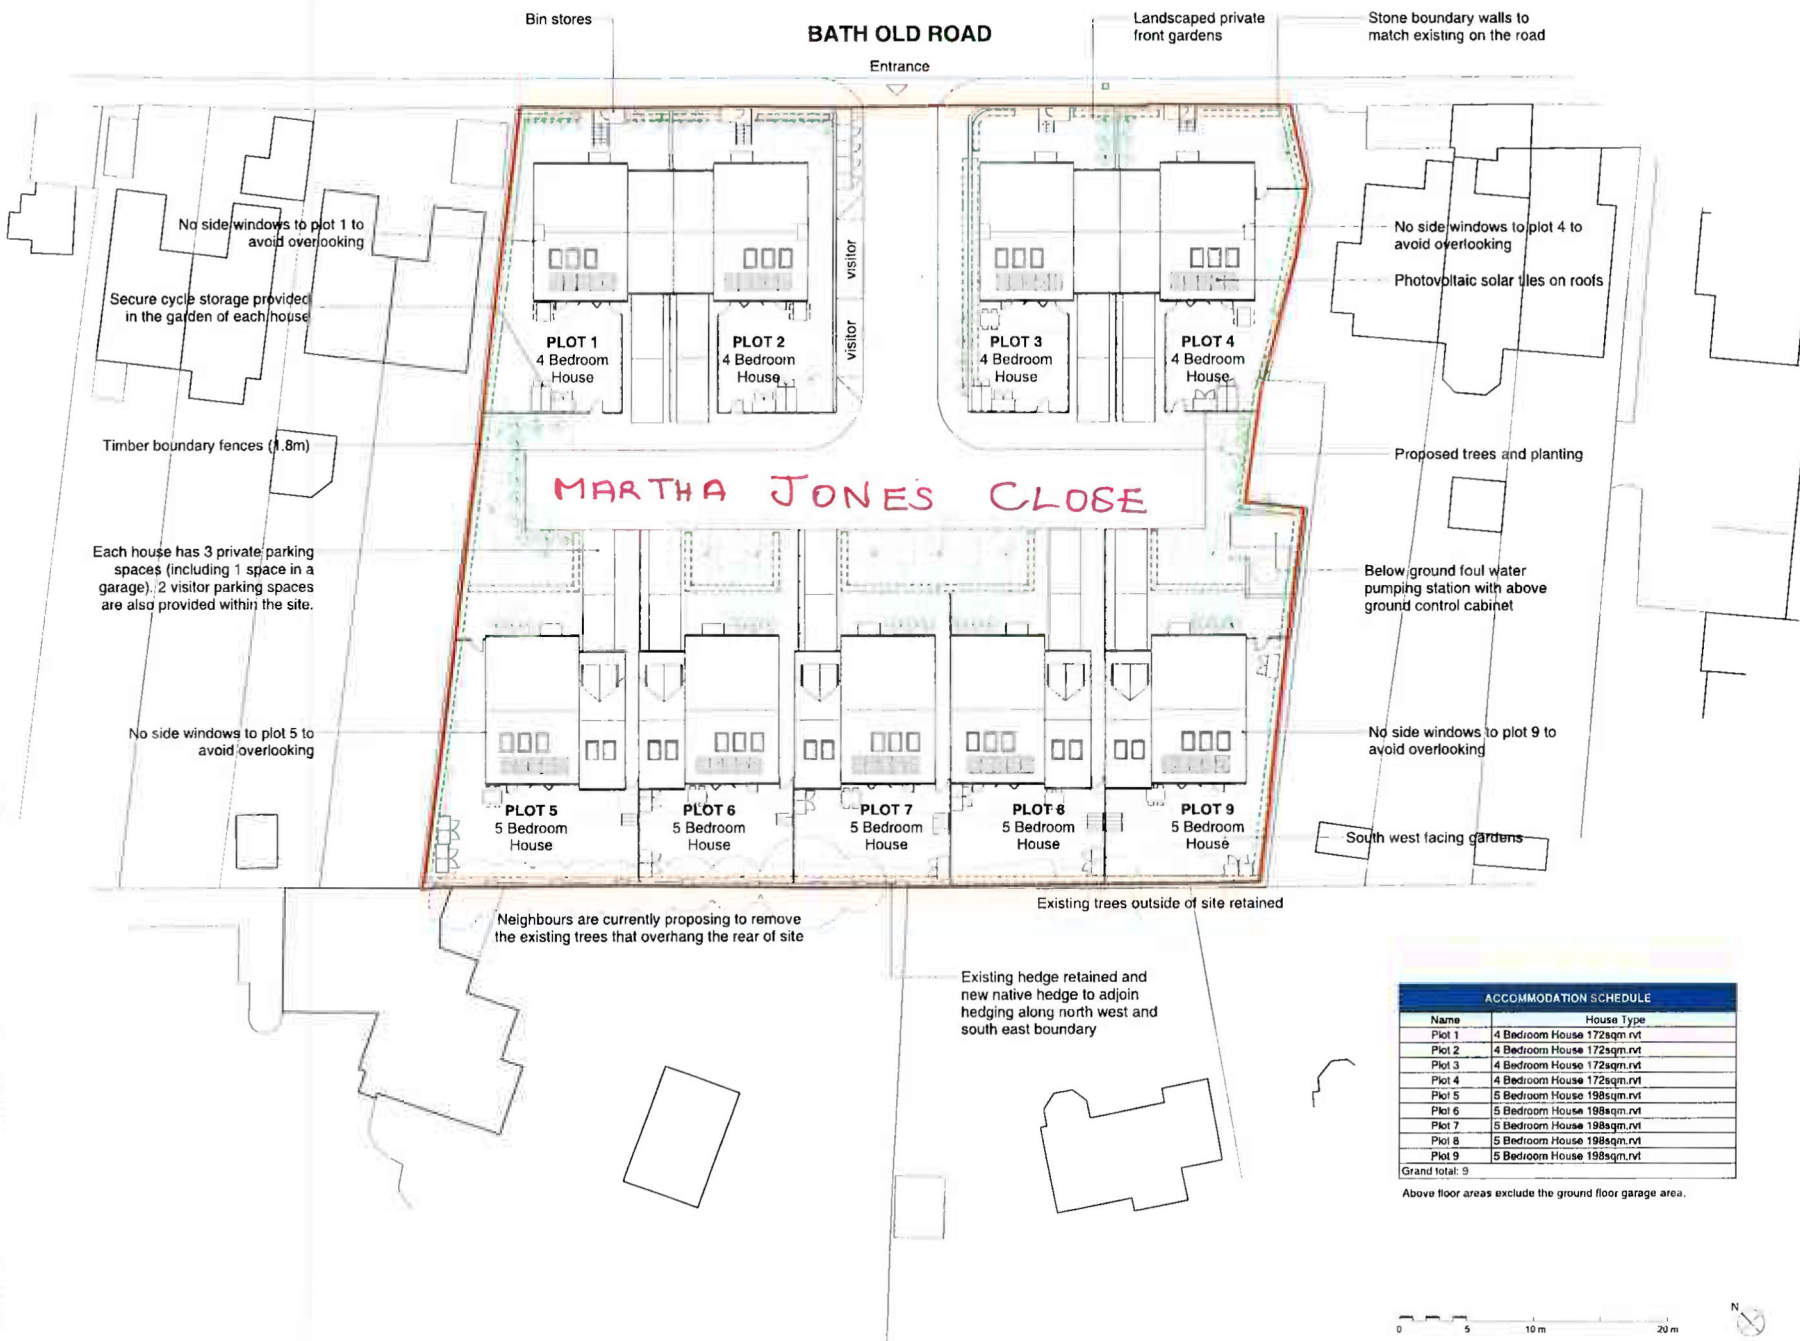 Bin stores
BATH OLD ROAD
Entrance
Landscaped private
front gardens
Stone boundary walls to
match existing on the road
No side windows to plot 1 to
avoid overlooking
Secure cycle storage provided
in the garden of each house
Timber boundary fences (1.8m)
Each house has 3 private parking
spaces (including 1 space in a
garage). 2 visitor parking spaces
are also provided within the site.
No side windows to plot 5 to
avoid overlooking
visitor
visitor
PLOT 1
4 Bedroom
House
PLOT 2
4 Bedroom
House
PLOT 3
4 Bedroom
House
PLOT 4
4 Bedroom
House
No side windows to plot 4 to
avoid overlooking
Photovoltaic solar tiles on roofs
Proposed trees and planting
MARTHA JONES CLOSE
Below ground foul water
pumping station with above
ground control cabinet
No side windows to plot 9 to
avoid overlooking
South west facing gardens
PLOT 5
5 Bedroom
House
PLOT 6
5 Bedroom
House
PLOT 7
5 Bedroom
House
PLOT 8
5 Bedroom
House
PLOT 9
5 Bedroom
House
Neighbours are currently proposing to remove
the existing trees that overhang the rear of site
Existing trees outside of site retained
Existing hedge retained and
new native hedge to adjoin
hedging along north west and
south east boundary
ACCOMMODATION SCHEDULE
Name House Type
Plot 1 4 Bedroom House 172sqm.rvt
Plot 2 4 Bedroom House 172sqm.rvt
Plot 3 4 Bedroom House 172sqm.rvt
Plot 4 4 Bedroom House 172sqm.rvt
Plot 5 5 Bedroom House 198sqm.rvt
Plot 6 5 Bedroom House 198sqm.rvt
Plot 7 5 Bedroom House 198sqm.rvt
Plot 8 5 Bedroom House 198sqm.rvt
Plot 9 5 Bedroom House 198sqm.rvt
Grand total: 9
Above floor areas exclude the ground floor garage area.
N
0 5 10 m 20 m